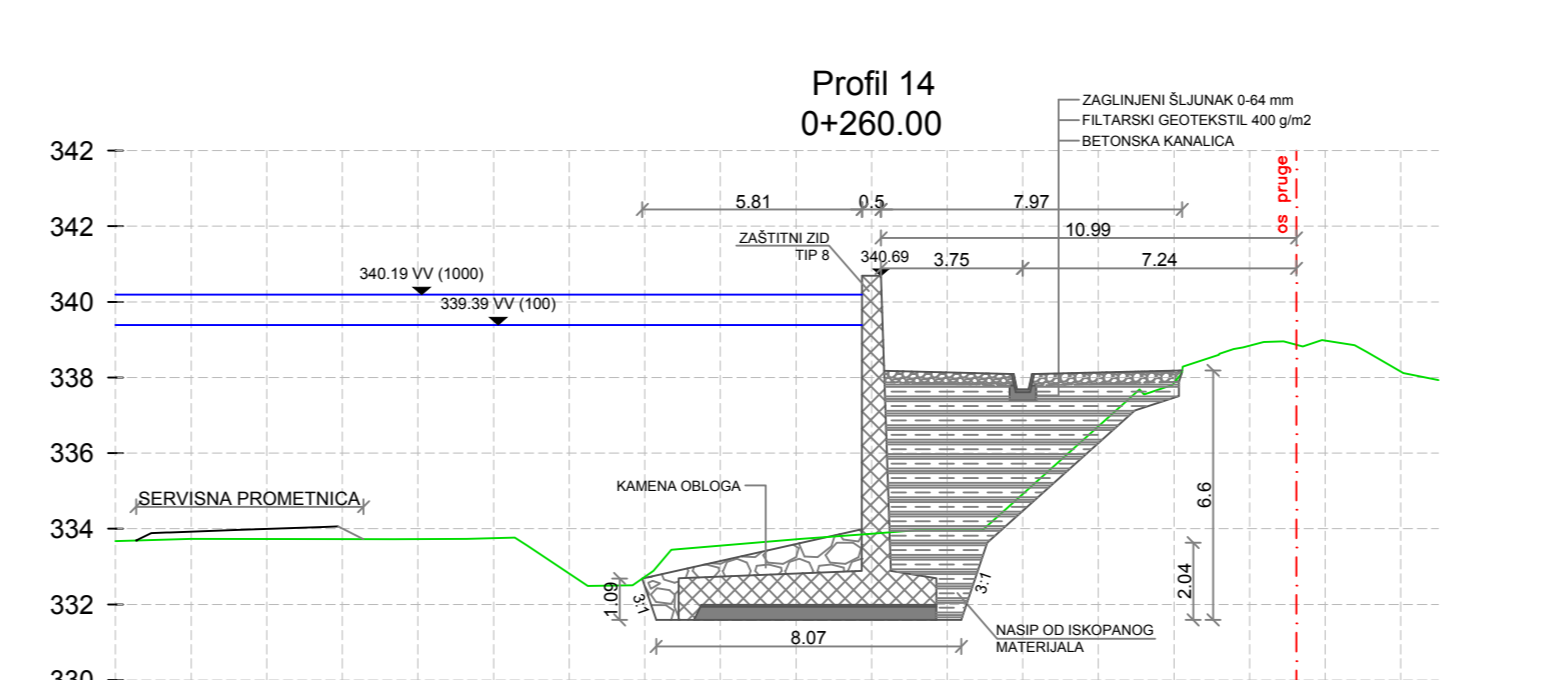 Profil 14
0+260.00
ZAGLINJENI ŠLJUNAK 0-64 mm
FILTARSKI GEOTEKSTIL 400 g/m2
BETONSKA KANALICA
342
os pruge
5.81
0.5
7.97
342
10.99
ZAŠTITNI ZID
TIP 8
340.69
3.75
7.24
340.19 VV (1000)
340
339.39 VV (100)
338
336
KAMENA OBLOGA
SERVISNA PROMETNICA
6.6
334
332
1.09
3:1
3:1
2.04
8.07
NASIP OD ISKOPANOG
MATERIJALA
330